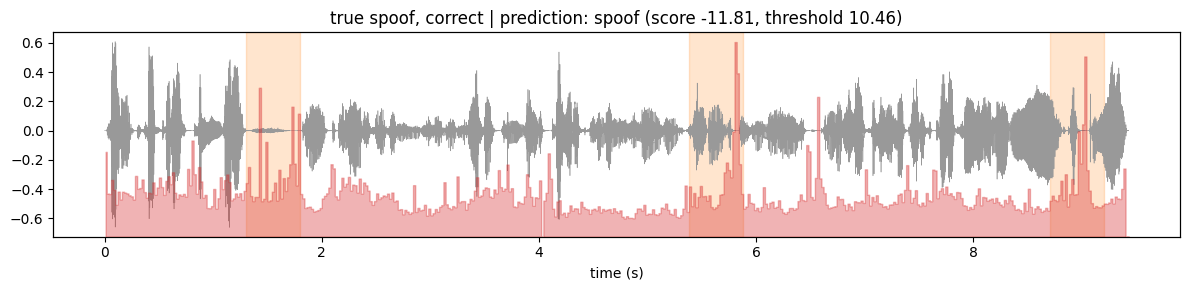 true spoof, correct | prediction: spoof (score -11.81, threshold 10.46)
0.6
0.4
0.2
0.0
−0.2
−0.4
−0.6
0 2 4 6 8
time (s)